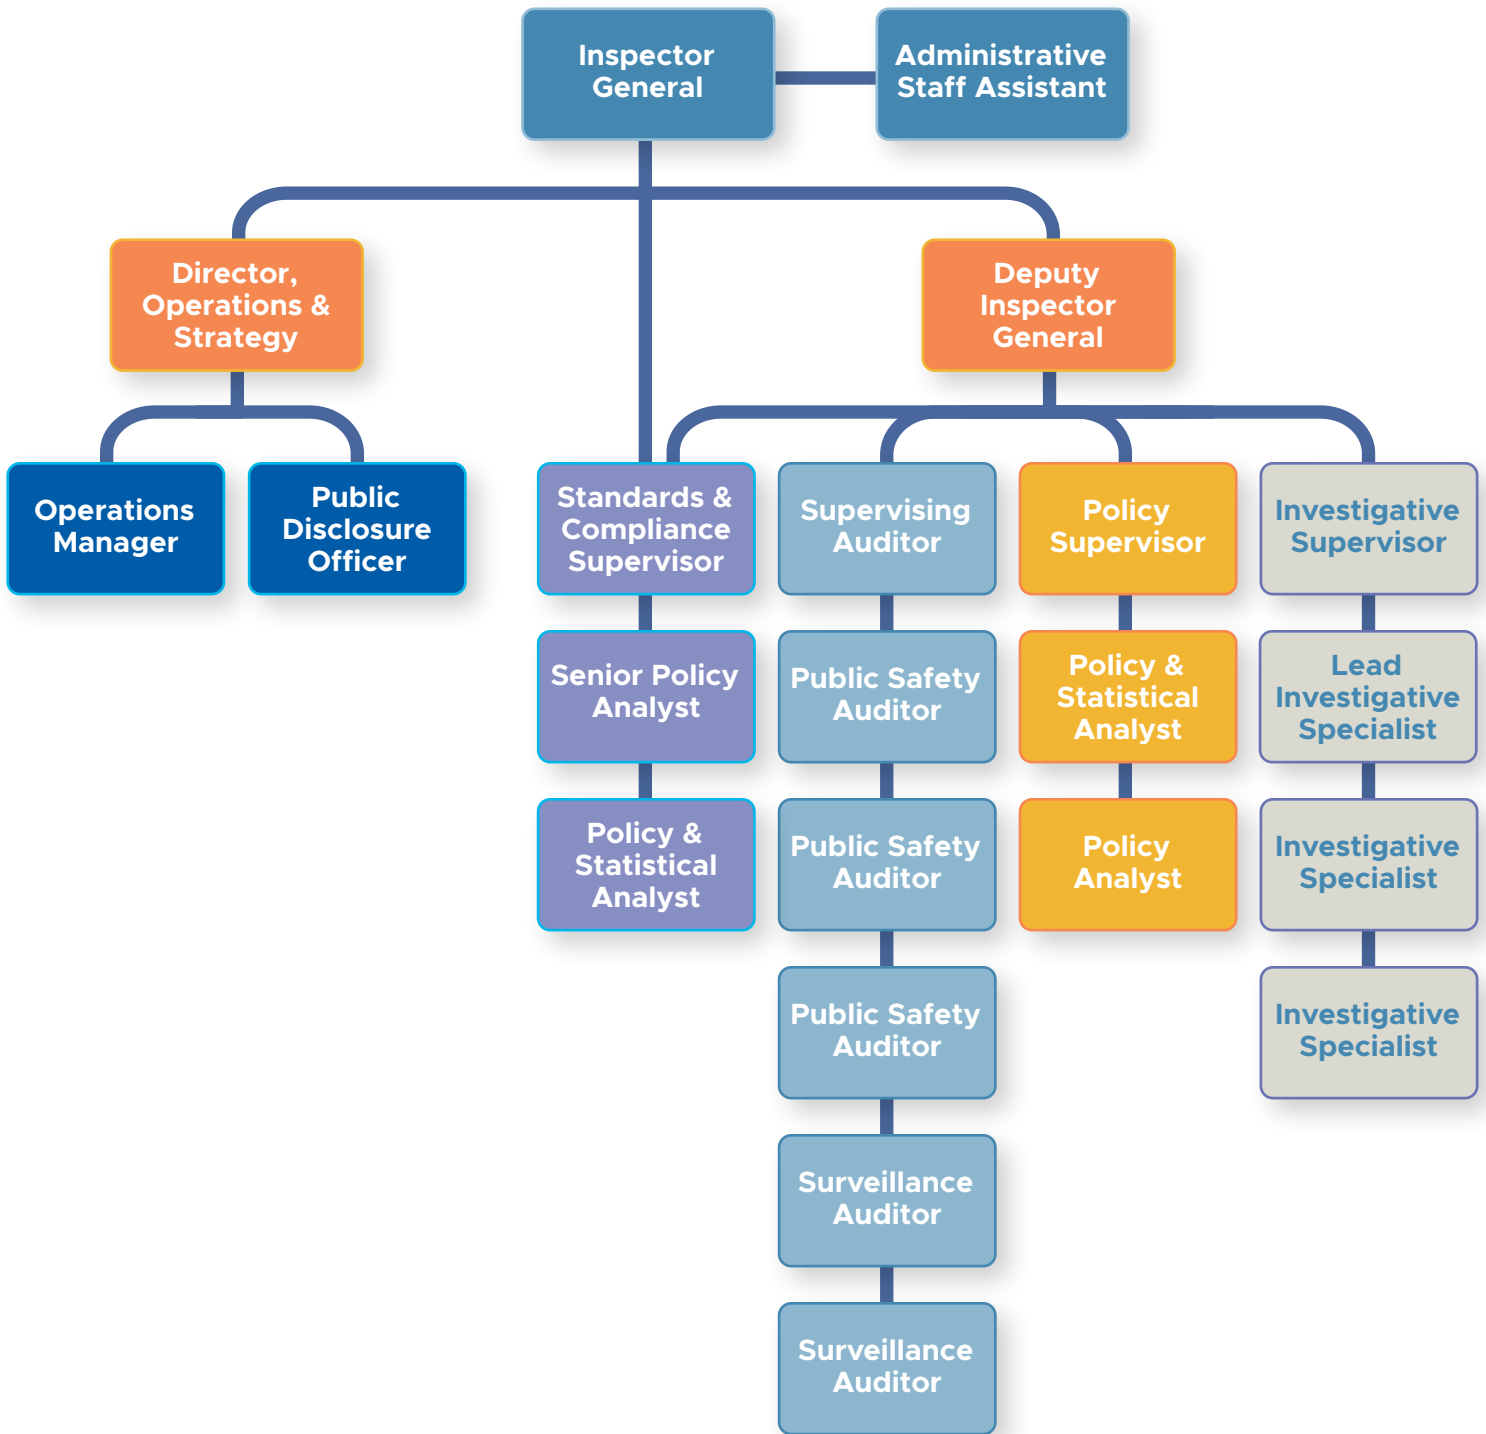 Inspector
General
Administrative
Staff Assistant
Director,
Operations &
Strategy
Deputy
Inspector
General
Operations
Manager
Public
Disclosure
Officer
Standards &
Compliance
Supervisor
Supervising
Auditor
Policy
Supervisor
Investigative
Supervisor
Senior Policy
Analyst
Public Safety
Auditor
Policy &
Statistical
Analyst
Lead
Investigative
Specialist
Policy &
Statistical
Analyst
Public Safety
Auditor
Policy
Analyst
Investigative
Specialist
Public Safety
Auditor
Investigative
Specialist
Surveillance
Auditor
Surveillance
Auditor